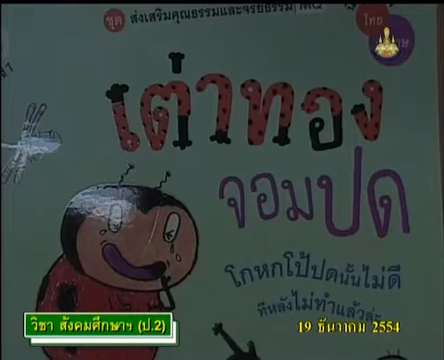 ชุด ส่งเสริมคุณธรรมและจริยธรรม
ไทย
เต่าทอง
จอมปด
โกหกโป้ปดนั้นไม่ดี
ทีหลังไม่ทำแล้วล่ะ
วิชา สังคมศึกษาฯ (ป.2)
19 ธันวาคม 2554